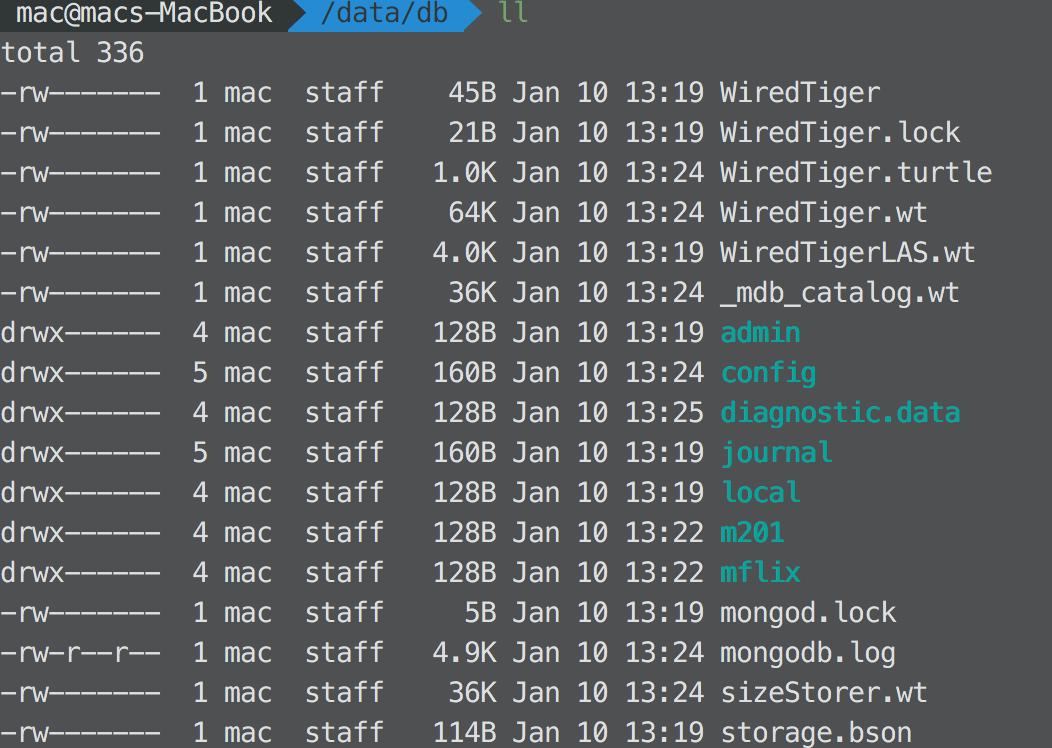 mac@macs-MacBook /data/db ll
total 336
-rw------- 1 mac staff 45B Jan 10 13:19 WiredTiger
-rw------- 1 mac staff 21B Jan 10 13:19 WiredTiger.lock
-rw------- 1 mac staff 1.0K Jan 10 13:24 WiredTiger.turtle
-rw------- 1 mac staff 64K Jan 10 13:24 WiredTiger.wt
-rw------- 1 mac staff 4.0K Jan 10 13:19 WiredTigerLAS.wt
-rw------- 1 mac staff 36K Jan 10 13:24 _mdb_catalog.wt
drwx------ 4 mac staff 128B Jan 10 13:19 admin
drwx------ 5 mac staff 160B Jan 10 13:24 config
drwx------ 4 mac staff 128B Jan 10 13:25 diagnostic.data
drwx------ 5 mac staff 160B Jan 10 13:19 journal
drwx------ 4 mac staff 128B Jan 10 13:19 local
drwx------ 4 mac staff 128B Jan 10 13:22 m201
drwx------ 4 mac staff 128B Jan 10 13:22 mflix
-rw------- 1 mac staff 5B Jan 10 13:19 mongod.lock
-rw-r--r-- 1 mac staff 4.9K Jan 10 13:24 mongodb.log
-rw------- 1 mac staff 36K Jan 10 13:24 sizeStorer.wt
-rw------- 1 mac staff 114B Jan 10 13:19 storage.bson